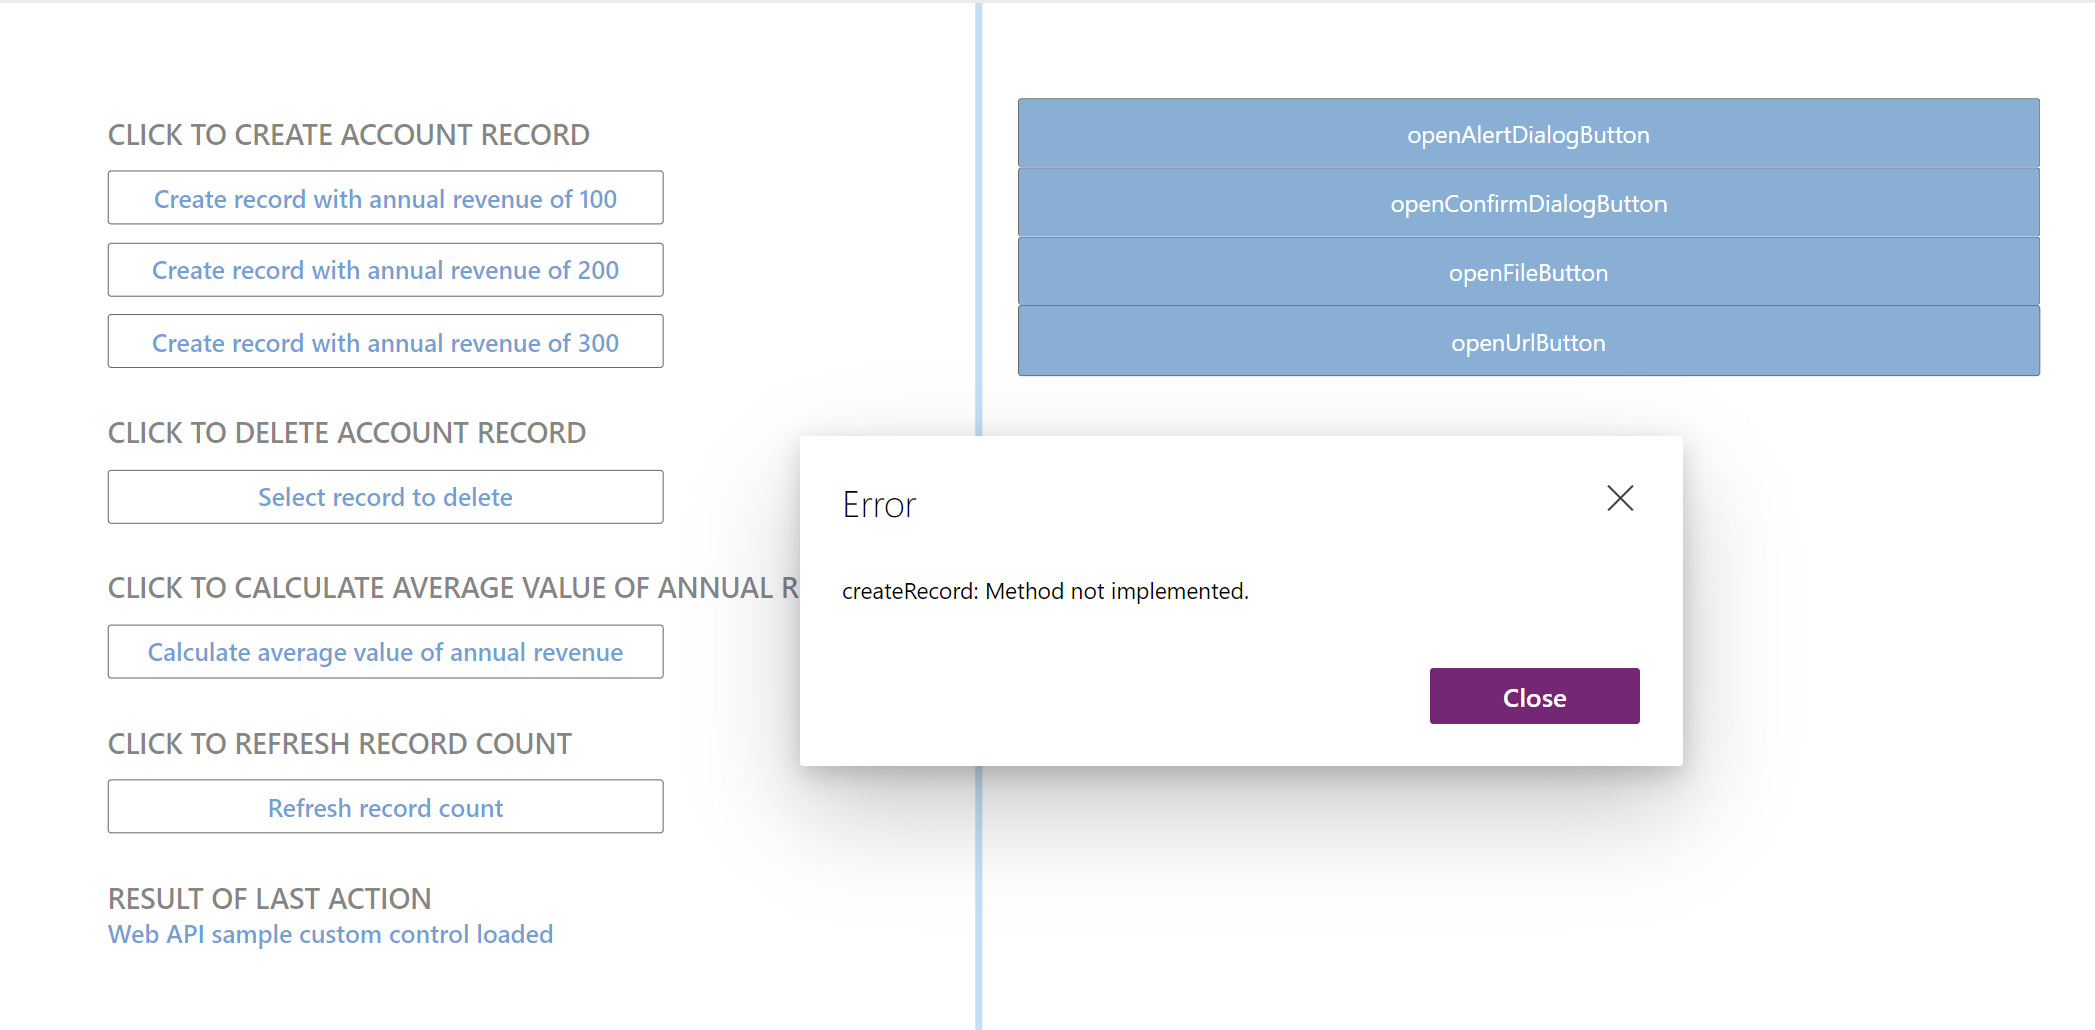 CLICK TO CREATE ACCOUNT RECORD
Create record with annual revenue of 100
Create record with annual revenue of 200
Create record with annual revenue of 300
CLICK TO DELETE ACCOUNT RECORD
Select record to delete
CLICK TO CALCULATE AVERAGE VALUE OF ANNUAL R
Calculate average value of annual revenue
CLICK TO REFRESH RECORD COUNT
Refresh record count
RESULT OF LAST ACTION
Web API sample custom control loaded
openAlertDialogButton
openConfirmDialogButton
openFileButton
openUrlButton
Error
createRecord: Method not implemented.
Close